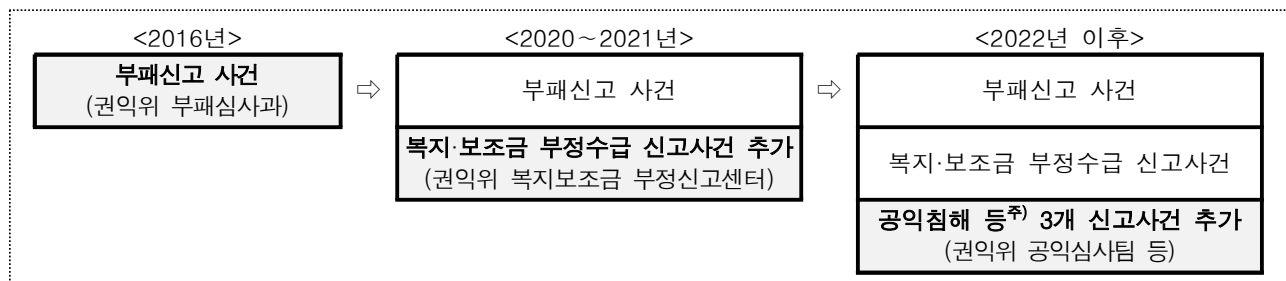 <2016년>
부패신고 사건
(권익위 부패심사과)
⇨
<2020～2021년>
부패신고 사건
복지·보조금 부정수급 신고사건 추가
(권익위 복지보조금 부정신고센터)
⇨
<2022년 이후>
부패신고 사건
복지·보조금 부정수급 신고사건
공익침해 등주) 3개 신고사건 추가
(권익위 공익심사팀 등)